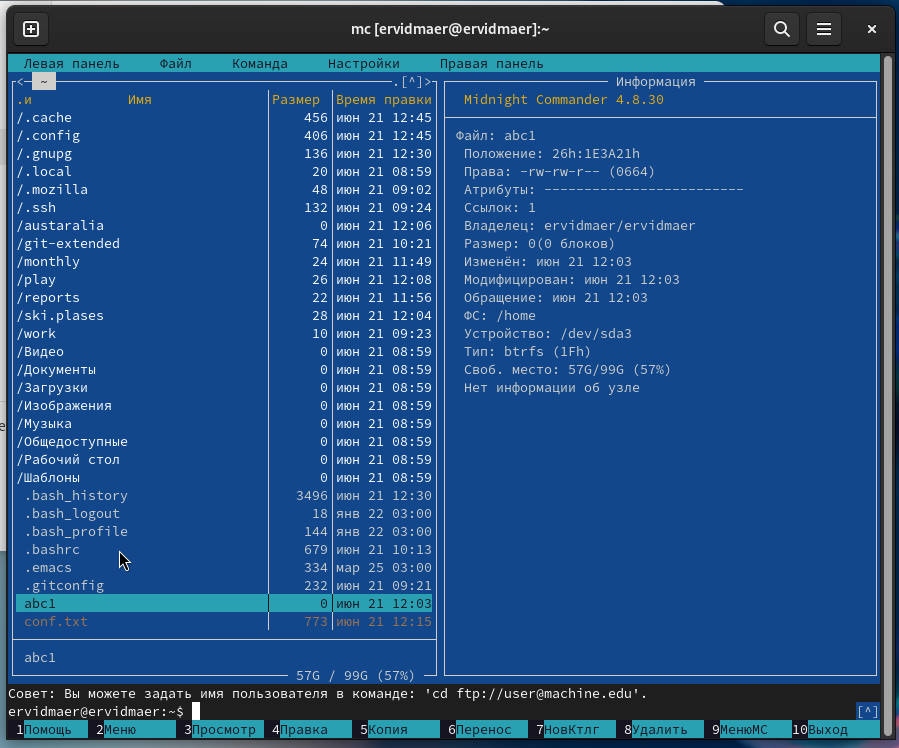 mc [ervidmaer@ervidmaer]:~
Левая панель Файл Команда Настройки Правая панель
<─ ~ .[^]>
.и Имя Размер Время правки
/.cache 456 июн 21 12:45
/.config 406 июн 21 12:45
/.gnupg 136 июн 21 12:30
/.local 20 июн 21 08:59
/.mozilla 48 июн 21 09:02
/.ssh 132 июн 21 09:24
/austaralia 0 июн 21 12:06
/git-extended 74 июн 21 10:21
/monthly 24 июн 21 11:49
/play 26 июн 21 12:08
/reports 22 июн 21 11:56
/ski.plases 28 июн 21 12:04
/work 10 июн 21 09:23
/Видео 0 июн 21 08:59
/Документы 0 июн 21 08:59
/Загрузки 0 июн 21 08:59
/Изображения 0 июн 21 08:59
/Музыка 0 июн 21 08:59
/Общедоступные 0 июн 21 08:59
/Рабочий стол 0 июн 21 08:59
/Шаблоны 0 июн 21 08:59
.bash_history 3496 июн 21 12:30
.bash_logout 18 янв 22 03:00
.bash_profile 144 янв 22 03:00
.bashrc 679 июн 21 10:13
.emacs 334 мар 25 03:00
.gitconfig 232 июн 21 09:21
abc1 0 июн 21 12:03
conf.txt 773 июн 21 12:15
abc1
57G / 99G (57%)
Информация
Midnight Commander 4.8.30
Файл: abc1
Положение: 26h:1E3A21h
Права: -rw-rw-r-- (0664)
Атрибуты: -------------------------
Ссылок: 1
Владелец: ervidmaer/ervidmaer
Размер: 0(0 блоков)
Изменён: июн 21 12:03
Модифицирован: июн 21 12:03
Обращение: июн 21 12:03
ФС: /home
Устройство: /dev/sda3
Тип: btrfs (1Fh)
Своб. место: 57G/99G (57%)
Нет информации об узле
Совет: Вы можете задать имя пользователя в команде: 'cd ftp://user@machine.edu'.
ervidmaer@ervidmaer:~$ [^]
1Помощь 2Меню 3Просмотр 4Правка 5Копия 6Перенос 7НовКтлг 8Удалить 9МенюМС 10Выход